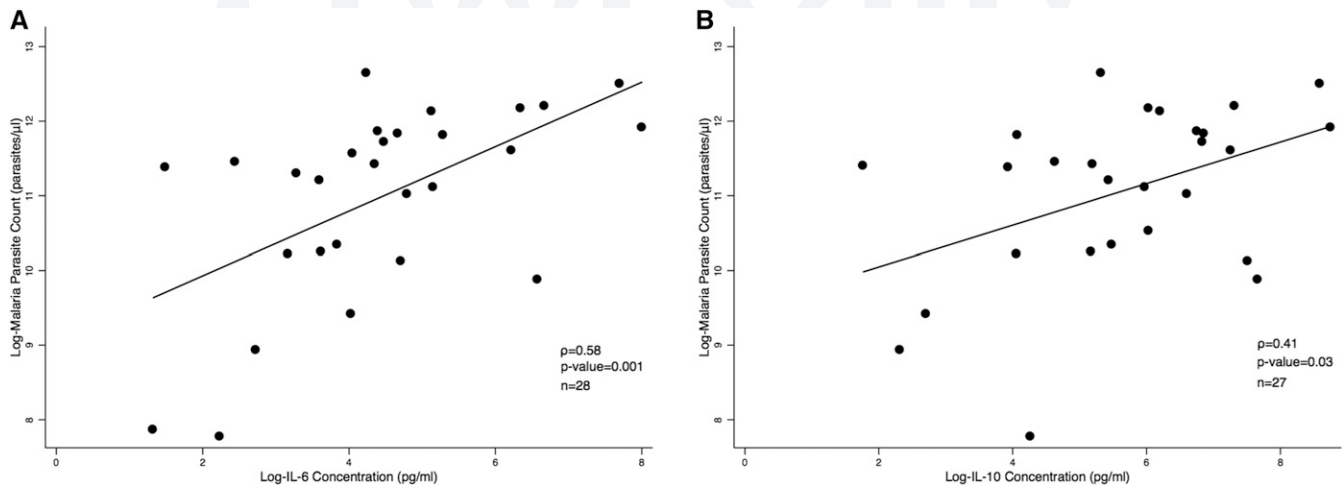 A
Log-Malaria Parasite Count (parasites/µl)
13
12
11
10
9
8
ρ=0.58
p-value=0.001
n=28
0 2 4 6 8
Log-IL-6 Concentration (pg/ml)
B
Log-Malaria Parasite Count (parasites/µl)
13
12
11
10
9
8
ρ=0.41
p-value=0.03
n=27
0 2 4 6 8
Log-IL-10 Concentration (pg/ml)